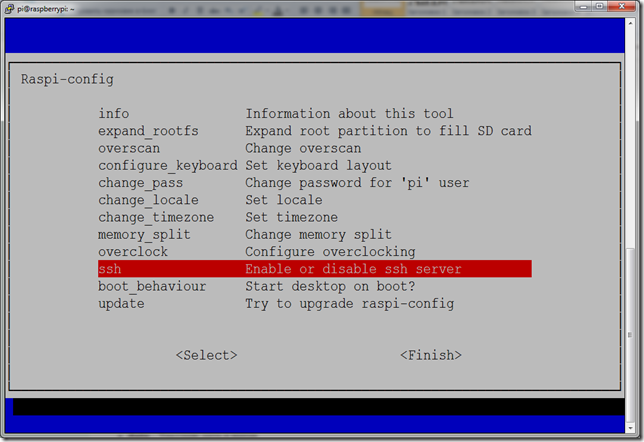 pi@raspberrypi: ~
Raspi-config
info Information about this tool
expand_rootfs Expand root partition to fill SD card
overscan Change overscan
configure_keyboard Set keyboard layout
change_pass Change password for 'pi' user
change_locale Set locale
change_timezone Set timezone
memory_split Change memory split
overclock Configure overclocking
ssh Enable or disable ssh server
boot_behaviour Start desktop on boot?
update Try to upgrade raspi-config
<Select> <Finish>